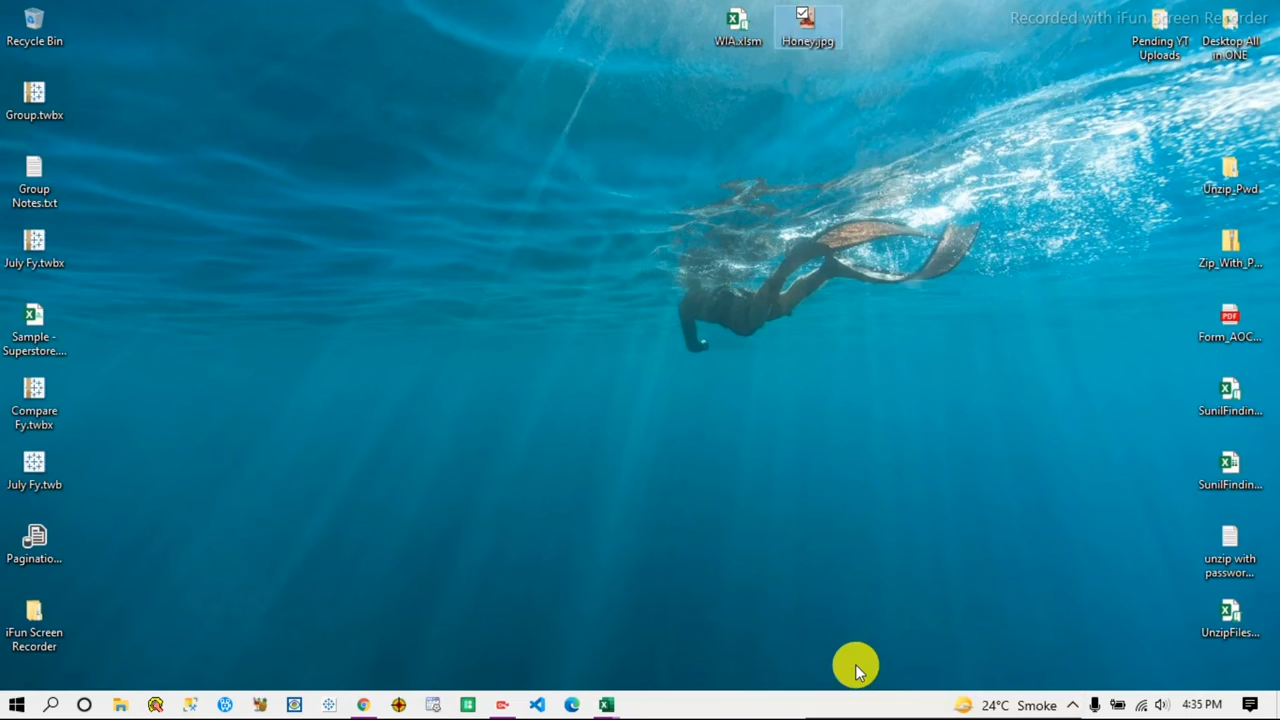 Recorded with iFun Screen Recorder
Recycle Bin
WIA.xlsm
Honey.jpg
Pending YT
Uploads
Desktop All
in ONE
Group.twbx
Group
Notes.txt
Unzip_Pwd
July Fy.twbx
Zip_With_P...
Sample -
Superstore....
Form_AOC...
Compare
Fy.twbx
SunilFindin...
July Fy.twb
SunilFindin...
Paginatio...
unzip with
passwor...
iFun Screen
Recorder
UnzipFiles...
24°C Smoke
4:35 PM